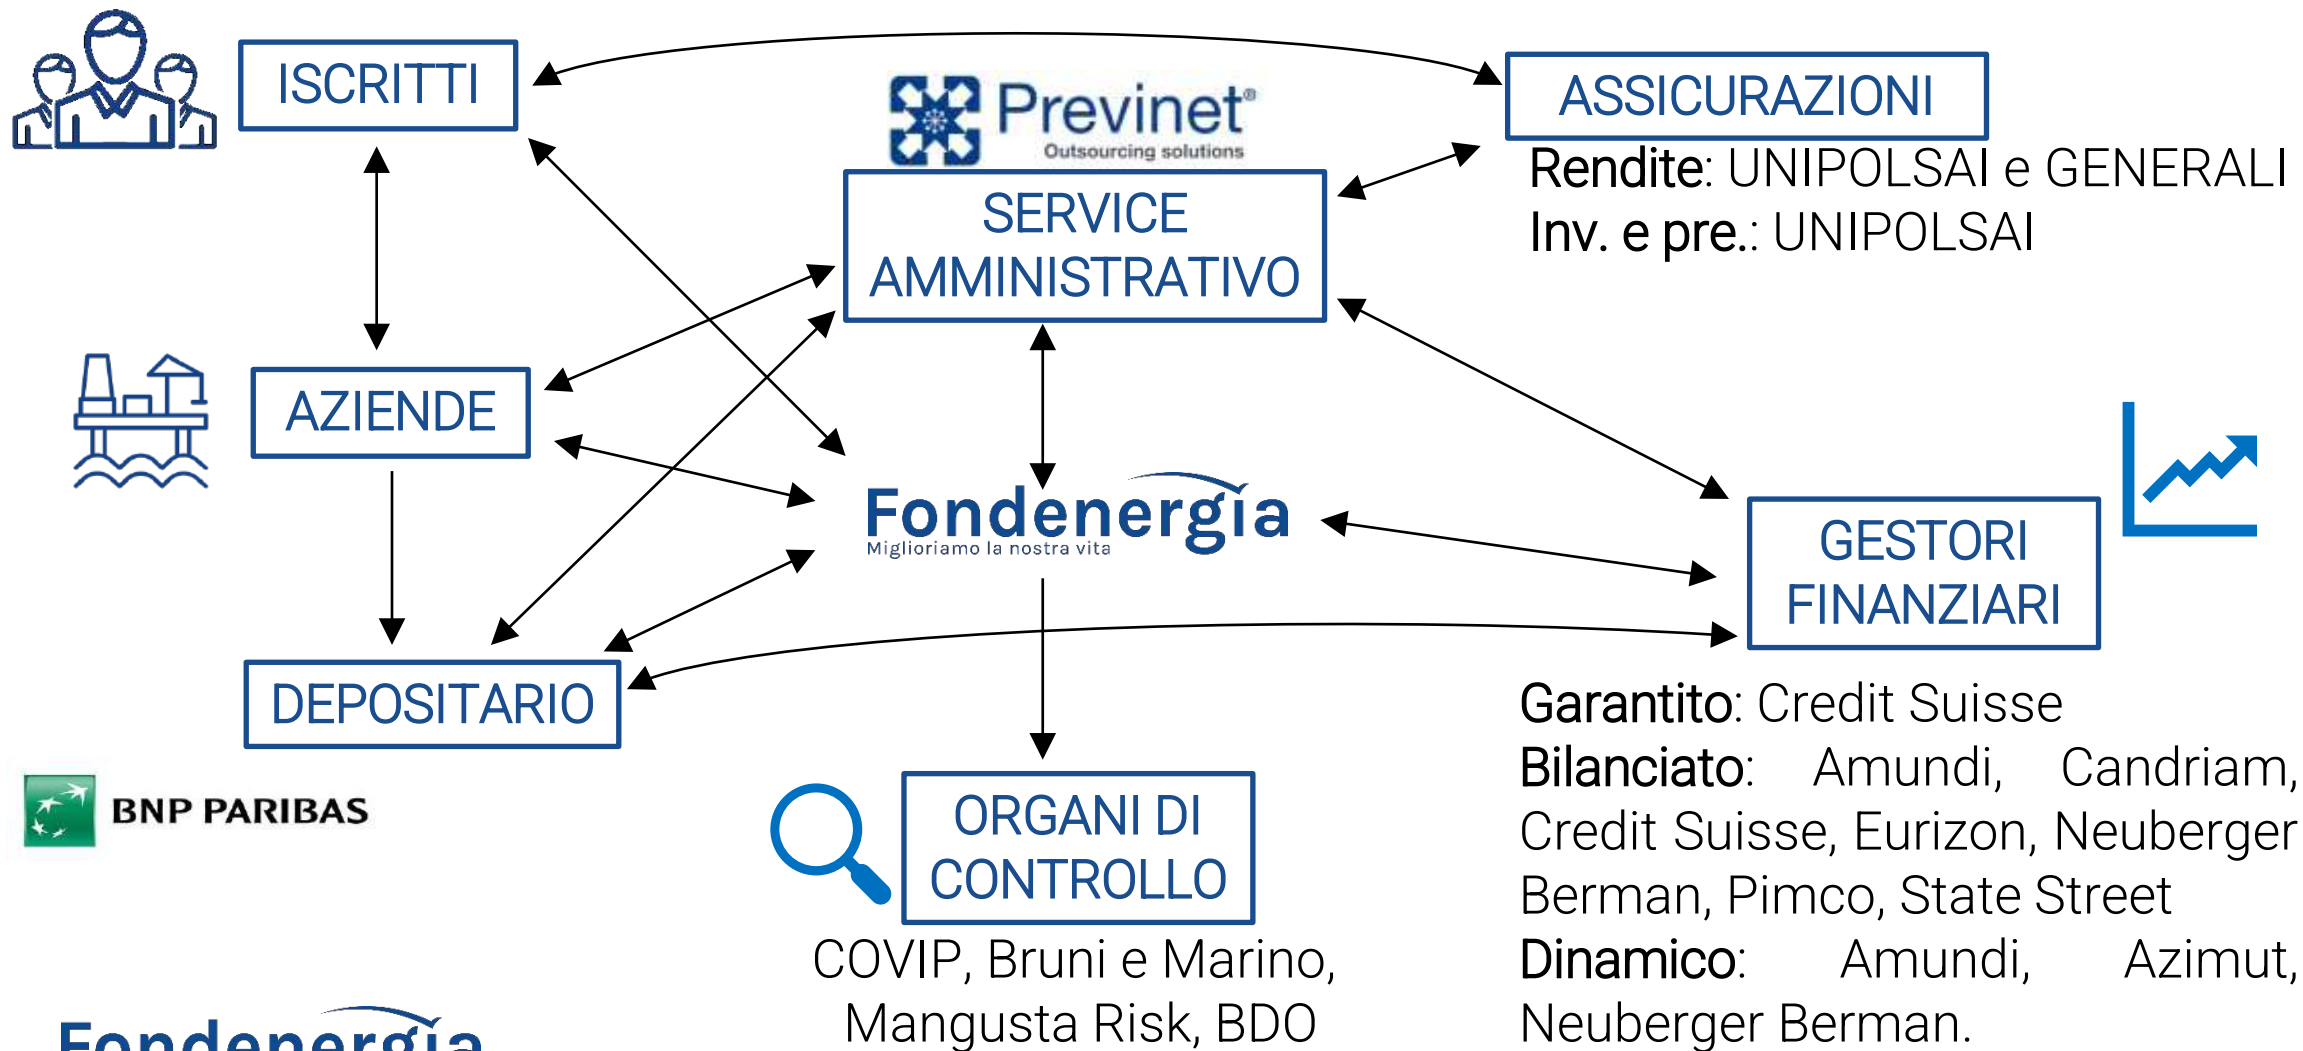 ISCRITTI
Previnet®
Outsourcing solutions
ASSICURAZIONI
Rendite: UNIPOLSAI e GENERALI
Inv. e pre.: UNIPOLSAI
SERVICE
AMMINISTRATIVO
AZIENDE
Fondenergia
Miglioriamo la nostra vita
GESTORI
FINANZIARI
DEPOSITARIO
BNP PARIBAS
Garantito: Credit Suisse
Bilanciato: Amundi, Candriam,
Credit Suisse, Eurizon, Neuberger
Berman, Pimco, State Street
Dinamico: Amundi, Azimut,
Neuberger Berman.
ORGANI DI
CONTROLLO
COVIP, Bruni e Marino,
Mangusta Risk, BDO
Fondenergia